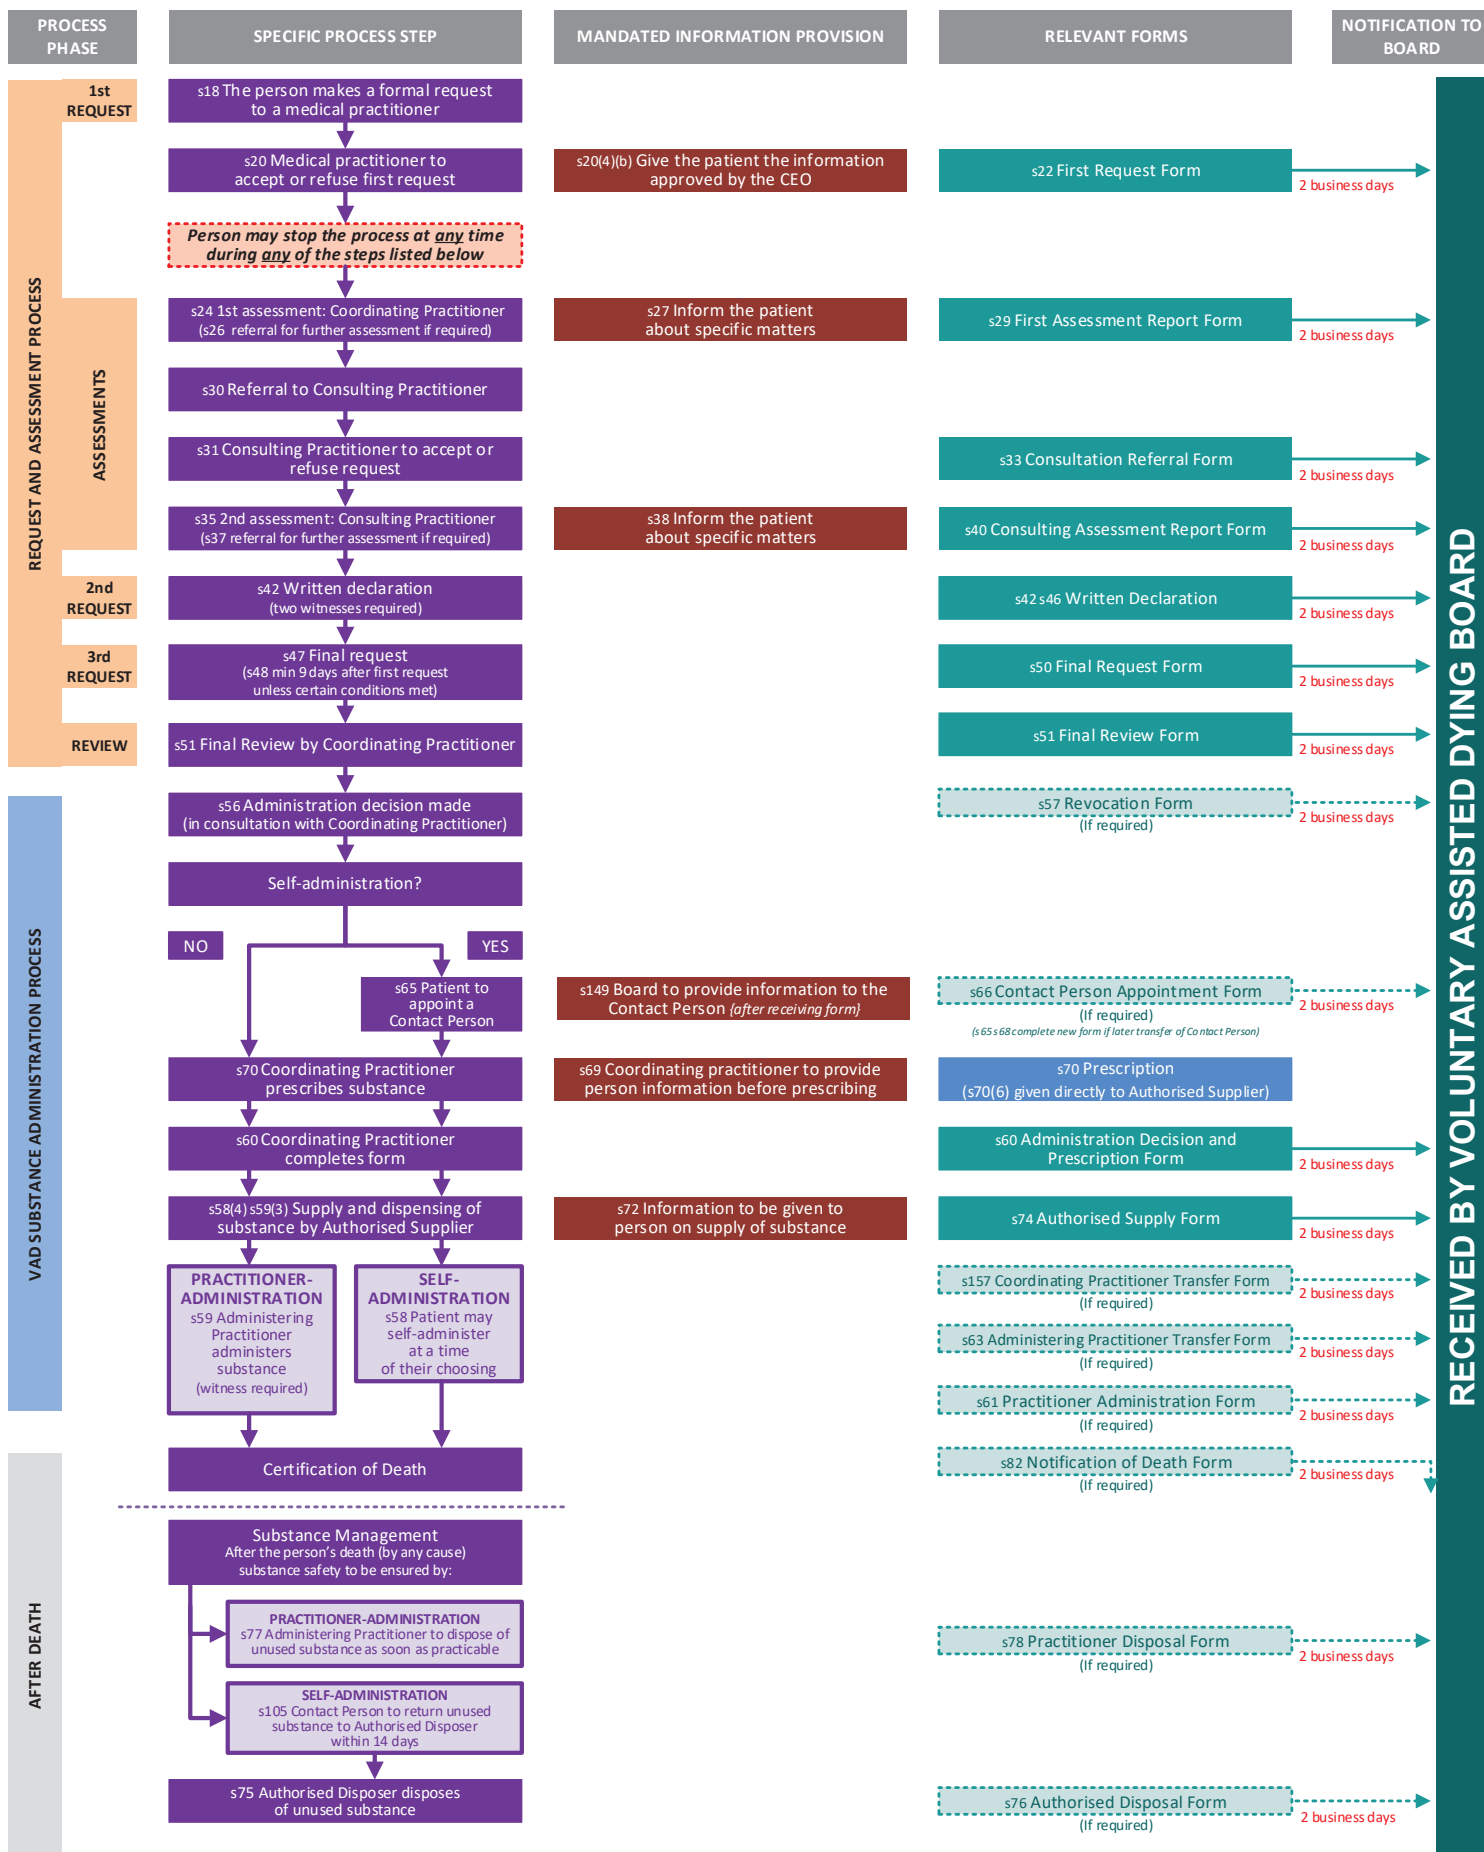 PROCESS
PHASE
SPECIFIC PROCESS STEP
MANDATED INFORMATION PROVISION
RELEVANT FORMS
NOTIFICATION TO
BOARD
REQUEST AND ASSESSMENT PROCESS
1st
REQUEST
s18 The person makes a formal request
to a medical practitioner
s20 Medical practitioner to
accept or refuse first request
s20(4)(b) Give the patient the information
approved by the CEO
s22 First Request Form
2 business days
Person may stop the process at any time
during any of the steps listed below
ASSESSMENTS
s24 1st assessment: Coordinating Practitioner
(s26 referral for further assessment if required)
s27 Inform the patient
about specific matters
s29 First Assessment Report Form
2 business days
s30 Referral to Consulting Practitioner
s31 Consulting Practitioner to accept or
refuse request
s33 Consultation Referral Form
2 business days
s35 2nd assessment: Consulting Practitioner
(s37 referral for further assessment if required)
s38 Inform the patient
about specific matters
s40 Consulting Assessment Report Form
2 business days
2nd
REQUEST
s42 Written declaration
(two witnesses required)
s42 s46 Written Declaration
2 business days
3rd
REQUEST
s47 Final request
(s48 min 9 days after first request
unless certain conditions met)
s50 Final Request Form
2 business days
REVIEW
s51 Final Review by Coordinating Practitioner
s51 Final Review Form
2 business days
VAD SUBSTANCE ADMINISTRATION PROCESS
s56 Administration decision made
(in consultation with Coordinating Practitioner)
s57 Revocation Form
(If required)
2 business days
Self-administration?
NO
YES
s65 Patient to
appoint a
Contact Person
s149 Board to provide information to the
Contact Person {after receiving form}
s66 Contact Person Appointment Form
(If required)
(s65 s68 complete new form if later transfer of Contact Person)
2 business days
s70 Coordinating Practitioner
prescribes substance
s69 Coordinating practitioner to provide
person information before prescribing
s70 Prescription
(s70(6) given directly to Authorised Supplier)
s60 Coordinating Practitioner
completes form
s60 Administration Decision and
Prescription Form
2 business days
s58(4) s59(3) Supply and dispensing of
substance by Authorised Supplier
s72 Information to be given to
person on supply of substance
s74 Authorised Supply Form
2 business days
PRACTITIONER-
ADMINISTRATION
s59 Administering
Practitioner
administers
substance
(witness required)
SELF-
ADMINISTRATION
s58 Patient may
self-administer
at a time
of their choosing
s157 Coordinating Practitioner Transfer Form
(If required)
2 business days
s63 Administering Practitioner Transfer Form
(If required)
2 business days
s61 Practitioner Administration Form
(If required)
2 business days
AFTER DEATH
Certification of Death
s82 Notification of Death Form
(If required)
2 business days
Substance Management
After the person's death (by any cause)
substance safety to be ensured by:
PRACTITIONER-ADMINISTRATION
s77 Administering Practitioner to dispose of
unused substance as soon as practicable
s78 Practitioner Disposal Form
(If required)
2 business days
SELF-ADMINISTRATION
s105 Contact Person to return unused
substance to Authorised Disposer
within 14 days
s75 Authorised Disposer disposes
of unused substance
s76 Authorised Disposal Form
(If required)
2 business days
RECEIVED BY VOLUNTARY ASSISTED DYING BOARD